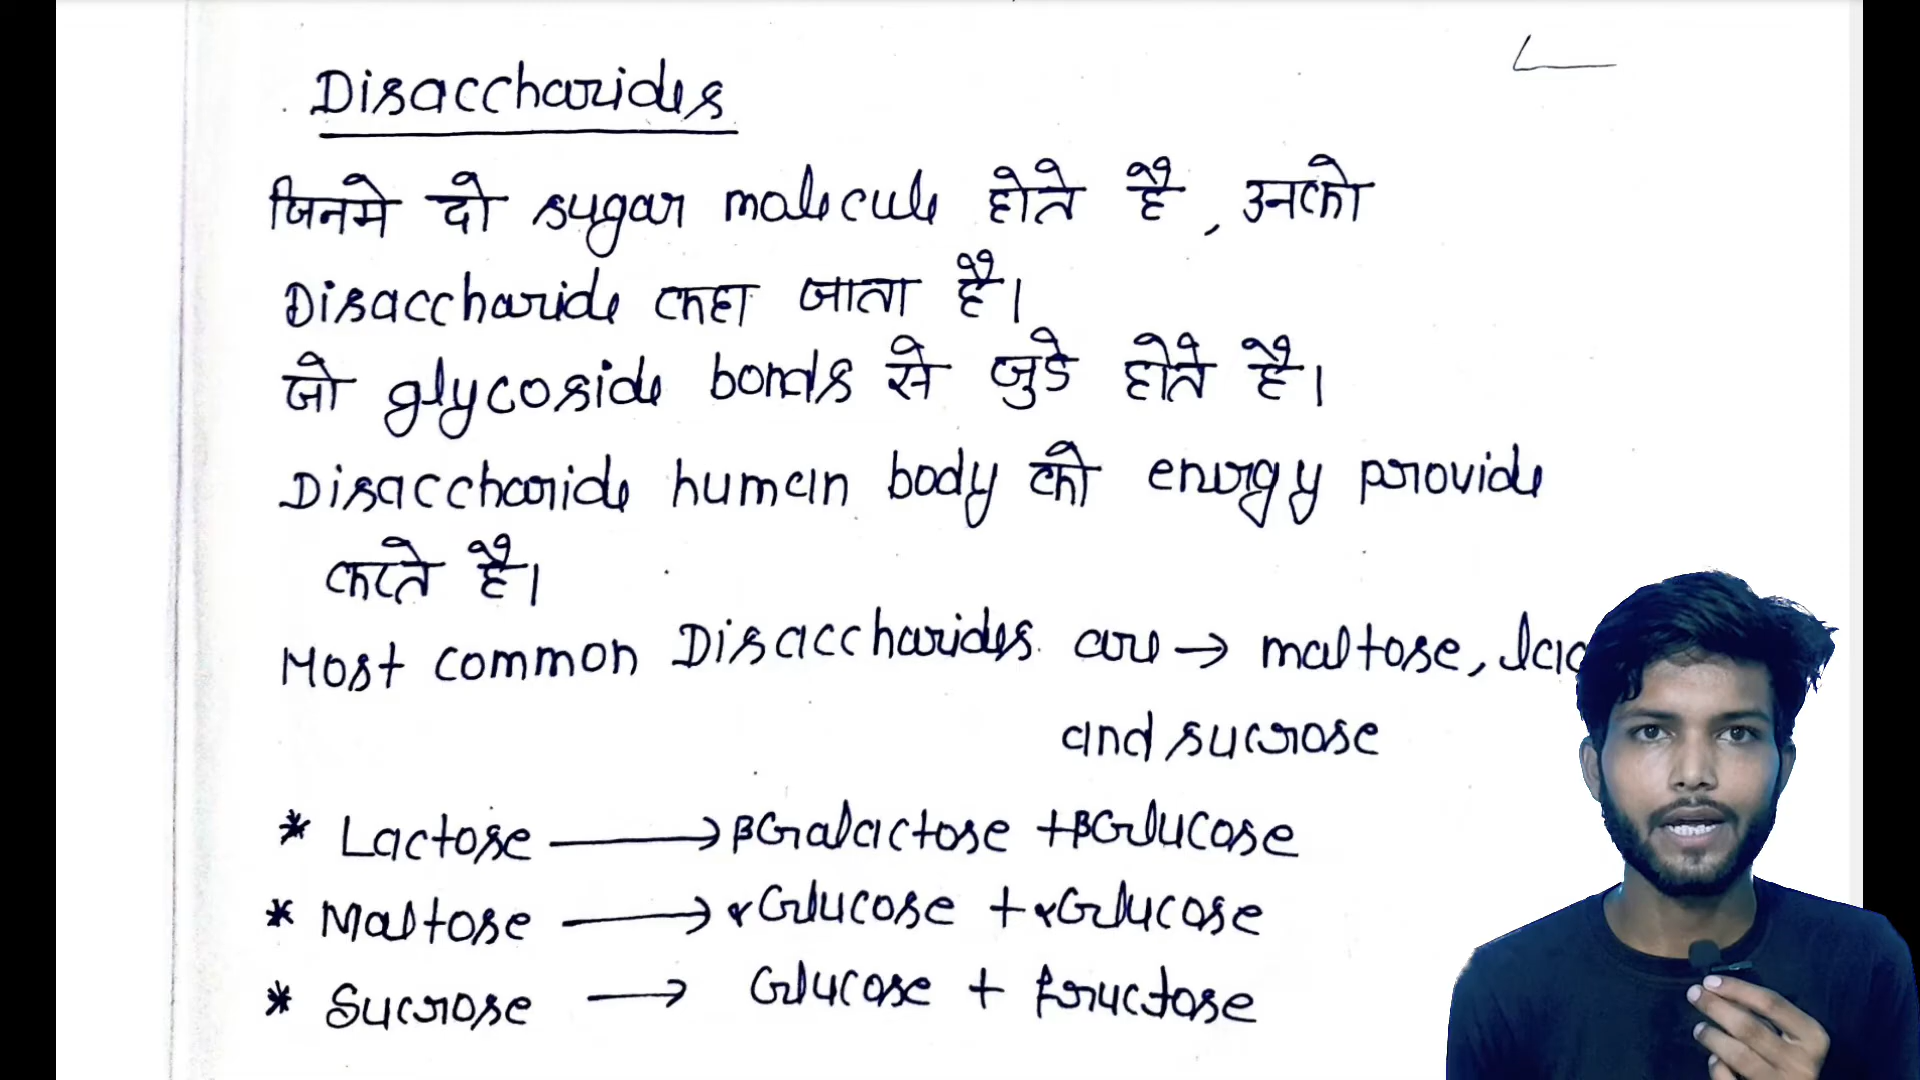 Disaccharides
जिनमे दो sugar molecule होते है , उनको
Disaccharide कहा जाता है।
जो glycoside bonds से जुडे होते है।
Disaccharide human body को energy provide
करते है।
Most common Disaccharides are → maltose,
and sucrose
* Lactose → βGalactose + βGlucose
* Maltose → αGlucose + αGlucose
* Sucrose → Glucose + fructose